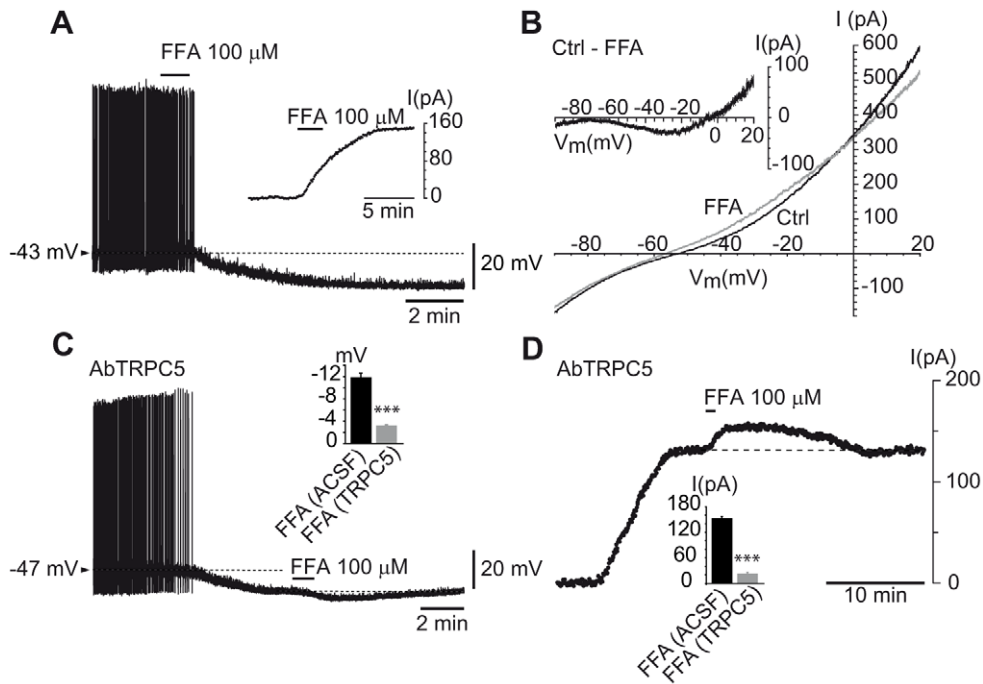 A
FFA 100 µM
-43 mV
20 mV
2 min
FFA 100 µM
I(pA)
160
80
0
5 min
B
Ctrl - FFA
I(pA)
100
0
-100
-80 -60 -40 -20 0 20
Vm(mV)
I (pA)
600
500
400
300
200
100
-100
FFA
Ctrl
-80 -60 -40 -20 20
Vm(mV)
C
AbTRPC5
mV
-12
-8
-4
0
***
FFA (ACSF)
FFA (TRPC5)
-47 mV
FFA 100 µM
20 mV
2 min
D
AbTRPC5
FFA 100 µM
I(pA)
200
100
0
I(pA)
180
120
60
0
***
FFA (ACSF)
FFA (TRPC5)
10 min